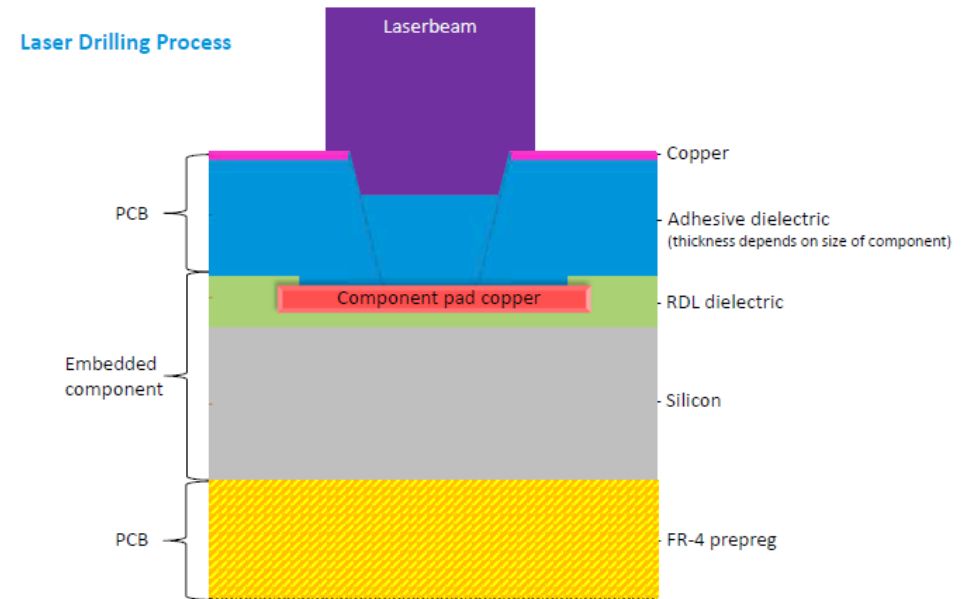 Laserbeam
Laser Drilling Process
Copper
PCB
Adhesive dielectric
(thickness depends on size of component)
Component pad copper
RDL dielectric
Embedded
component
Silicon
PCB
FR-4 prepreg